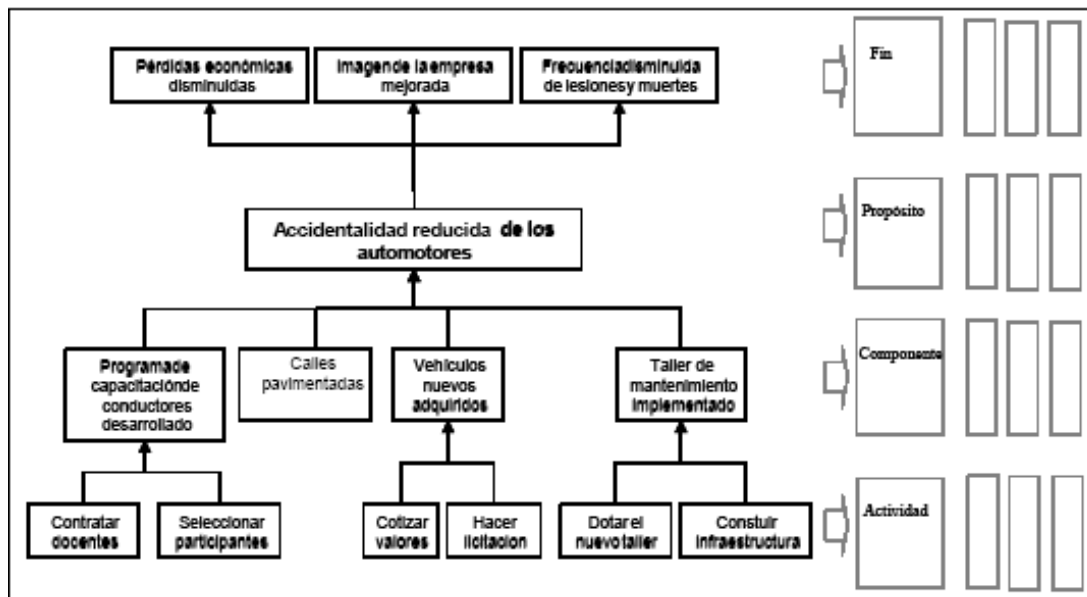 Pérdidas económicas
disminuidas
Imagende la empresa
mejorada
Frecuenciadisminuida
de lesionesy muertes
Fin
Accidentalidad reducida de los
automotores
Propósito
Programade
capacitaciónde
conductores
desarrollado
Calles
pavimentadas
Vehículos
nuevos
adquiridos
Taller de
mantenimiento
implementado
Componente
Contratar
docentes
Seleccionar
participantes
Cotizar
valores
Hacer
licitacion
Dotarel
nuevotaller
Constuir
infraestructura
Actividad